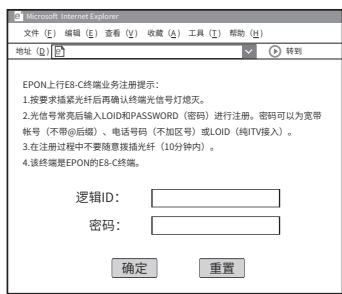 Microsoft Internet Explorer
文件（F） 编辑（E） 查看（V） 收藏（A） 工具（T） 帮助（H）
地址（D） 转到
EPON上行E8-C终端业务注册提示：
1.按要求插紧光纤后再确认终端光信号灯熄灭。
2.光信号常亮后输入LOID和PASSWORD（密码）进行注册。密码可以为宽带
帐号（不带@后缀）、电话号码（不加区号）或LOID（纯ITV接入）。
3.在注册过程中不要随意拨插光纤（10分钟内）。
4.该终端是EPON的E8-C终端。
逻辑ID：
密码：
确定 重置